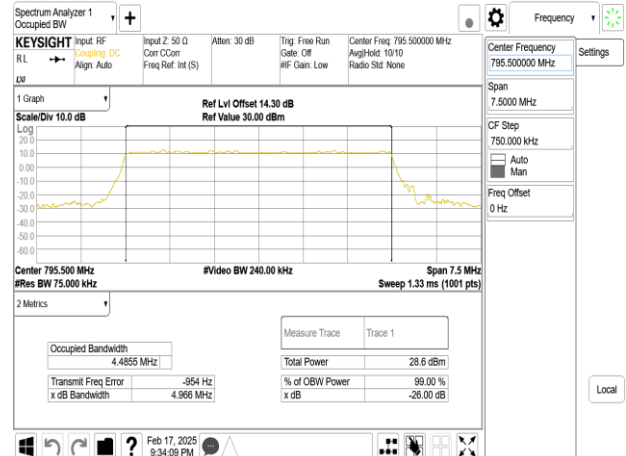 Spectrum Analyzer 1
Occupied BW
Frequency
KEYSIGHT Input: RF Input Z: 50 Ω Atten: 30 dB Trig: Free Run Center Freq: 795.500000 MHz
RL Coupling: DC Corr CCorr Gate: Off Avg|Hold: 10/10
Align: Auto Freq Ref: Int (S) #IF Gain: Low Radio Std: None
LXI
Center Frequency
795.500000 MHz
Settings
Span
7.5000 MHz
CF Step
750.000 kHz
Auto
Man
Freq Offset
0 Hz
1 Graph
Ref Lvl Offset 14.30 dB
Scale/Div 10.0 dB Ref Value 30.00 dBm
Log
20.0
10.0
0.00
-10.0
-20.0
-30.0
-40.0
-50.0
-60.0
Center 795.500 MHz #Video BW 240.00 kHz Span 7.5 MHz
#Res BW 75.000 kHz Sweep 1.33 ms (1001 pts)
2 Metrics
Measure Trace Trace 1
Occupied Bandwidth
4.4855 MHz
Total Power 28.6 dBm
Transmit Freq Error -954 Hz % of OBW Power 99.00 %
x dB Bandwidth 4.966 MHz x dB -26.00 dB
Local
Feb 17, 2025
9:34:09 PM